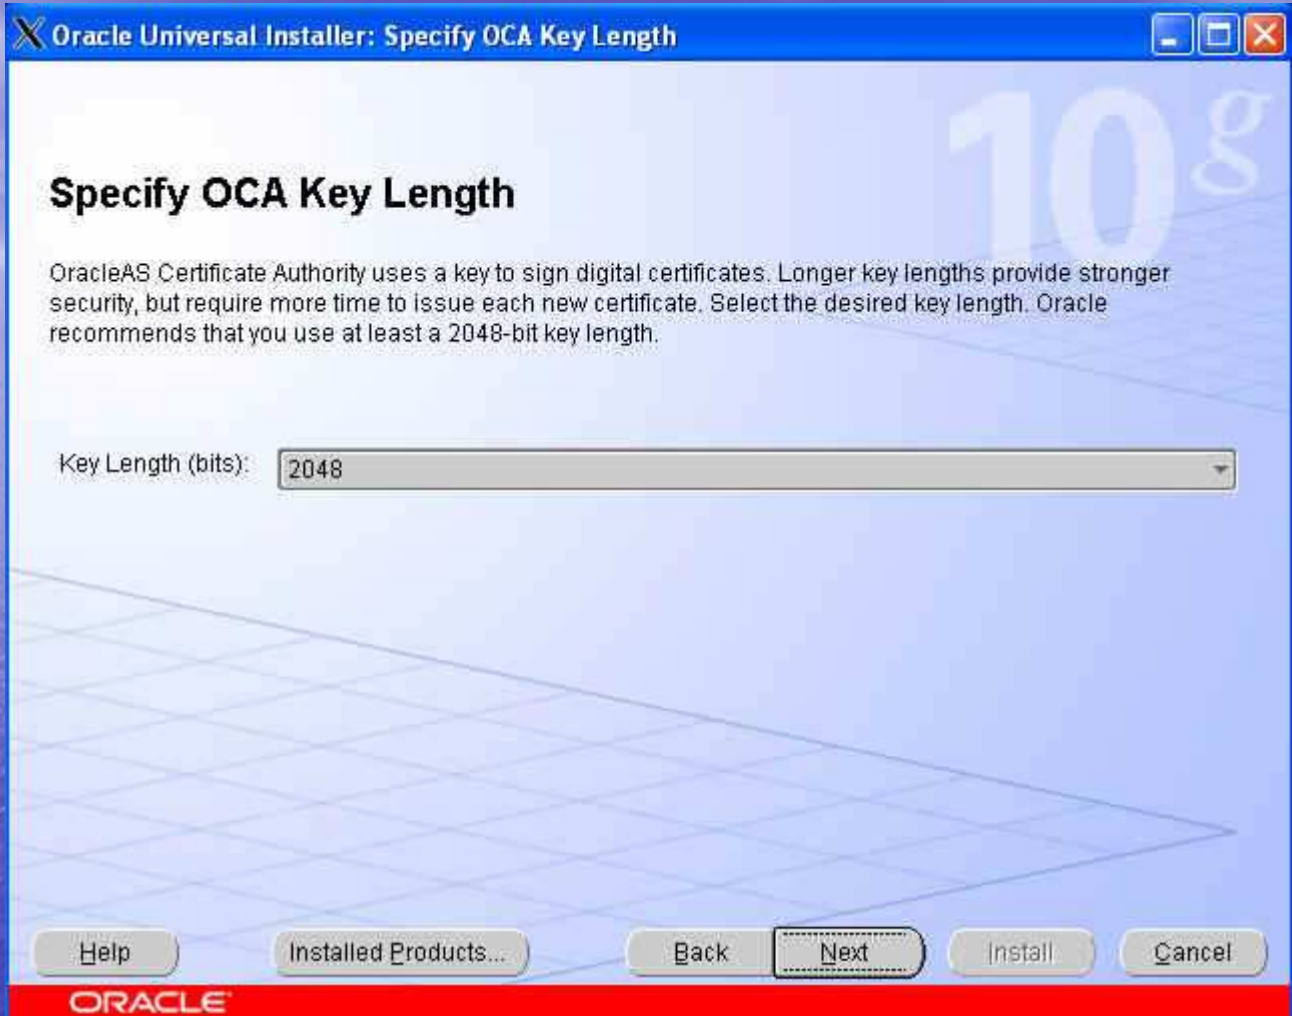 Oracle Universal Installer: Specify OCA Key Length
10g
Specify OCA Key Length
OracleAS Certificate Authority uses a key to sign digital certificates. Longer key lengths provide stronger
security, but require more time to issue each new certificate. Select the desired key length. Oracle
recommends that you use at least a 2048-bit key length.
Key Length (bits): 2048
Help Installed Products... Back Next Install Cancel
ORACLE